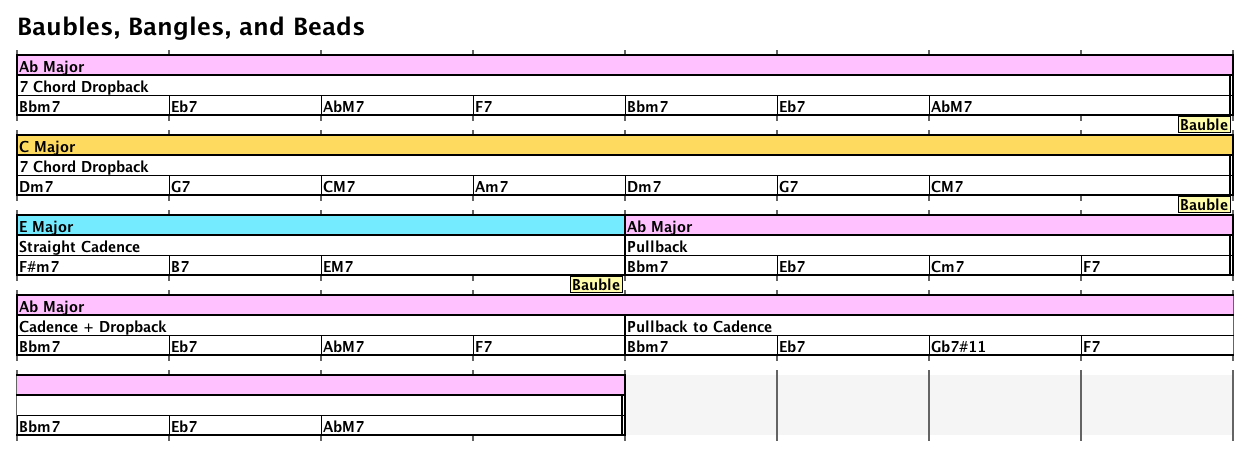 Baubles, Bangles, and Beads
Ab Major
7 Chord Dropback
Bbm7 Eb7 AbM7 F7 Bbm7 Eb7 AbM7
Bauble
C Major
7 Chord Dropback
Dm7 G7 CM7 Am7 Dm7 G7 CM7
Bauble
E Major Ab Major
Straight Cadence Pullback
F#m7 B7 EM7 Bbm7 Eb7 Cm7 F7
Bauble
Ab Major
Cadence + Dropback Pullback to Cadence
Bbm7 Eb7 AbM7 F7 Bbm7 Eb7 Gb7#11 F7
Bbm7 Eb7 AbM7